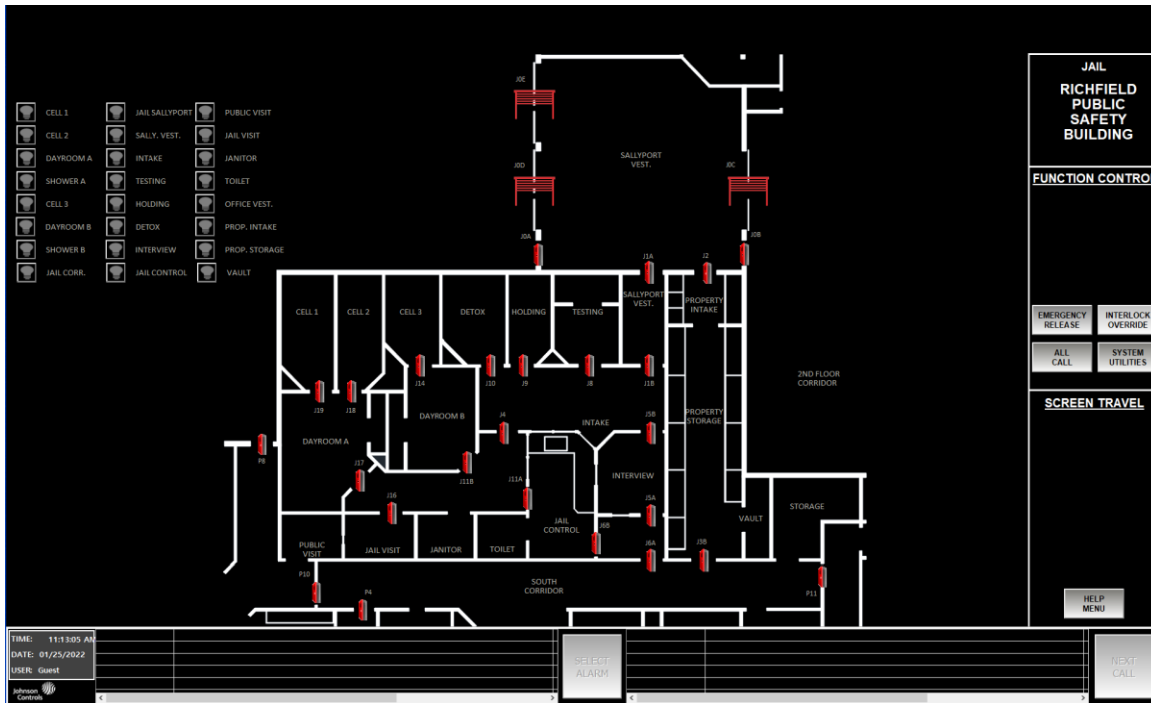 JAIL
RICHFIELD
PUBLIC
SAFETY
BUILDING
FUNCTION CONTROL
EMERGENCY
RELEASE
INTERLOCK
OVERRIDE
ALL
CALL
SYSTEM
UTILITIES
SCREEN TRAVEL
HELP
MENU
CELL 1
JAIL SALLYPORT
PUBLIC VISIT
CELL 2
SALLY. VEST.
JAIL VISIT
DAYROOM A
INTAKE
JANITOR
SHOWER A
TESTING
TOILET
CELL 3
HOLDING
OFFICE VEST.
DAYROOM B
DETOX
PROP. INTAKE
SHOWER B
INTERVIEW
PROP. STORAGE
JAIL CORR.
JAIL CONTROL
VAULT
J0E
SALLYPORT
VEST.
J0D
J0C
J0A
J0B
J1A
J2
SALLYPORT
VEST.
PROPERTY
INTAKE
CELL 1
CELL 2
CELL 3
DETOX
HOLDING
TESTING
2ND FLOOR
CORRIDOR
J14
J10
J9
J8
J1B
J19
J18
DAYROOM B
J4
INTAKE
J5B
PROPERTY
STORAGE
DAYROOM A
P8
J17
J11B
J11A
INTERVIEW
J16
J5A
JAIL
CONTROL
J6B
VAULT
STORAGE
PUBLIC
VISIT
JAIL VISIT
JANITOR
TOILET
J6A
J3B
P10
P4
SOUTH
CORRIDOR
P11
TIME: 11:13:05 AM
DATE: 01/25/2022
USER: Guest
Johnson
Controls
SELECT
ALARM
NEXT
CALL